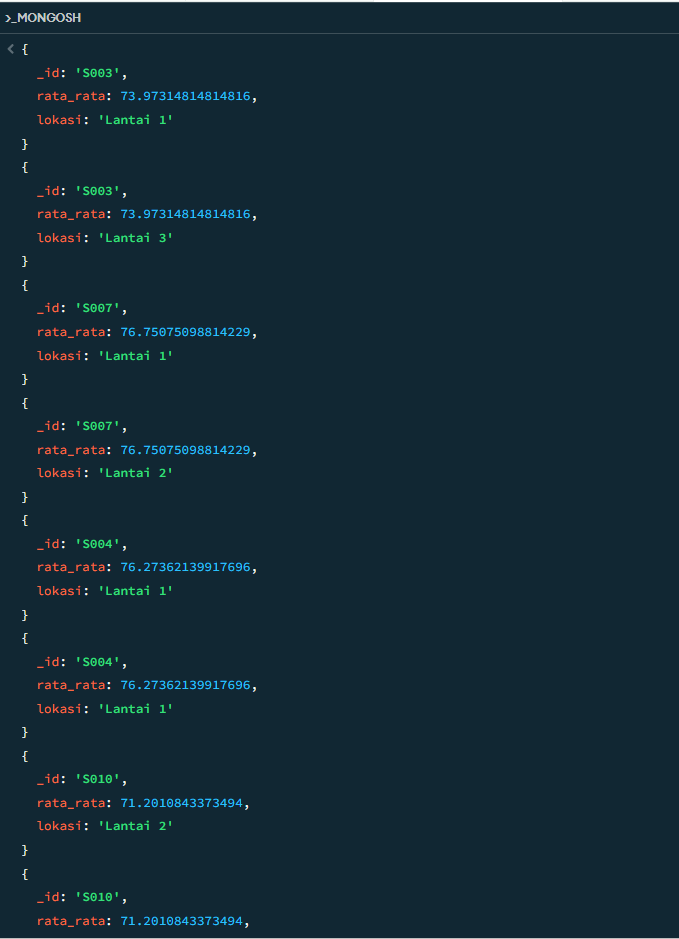 >_MONGOSH
< {
_id: 'S003',
rata_rata: 73.97314814814816,
lokasi: 'Lantai 1'
}
{
_id: 'S003',
rata_rata: 73.97314814814816,
lokasi: 'Lantai 3'
}
{
_id: 'S007',
rata_rata: 76.75075098814229,
lokasi: 'Lantai 1'
}
{
_id: 'S007',
rata_rata: 76.75075098814229,
lokasi: 'Lantai 2'
}
{
_id: 'S004',
rata_rata: 76.27362139917696,
lokasi: 'Lantai 1'
}
{
_id: 'S004',
rata_rata: 76.27362139917696,
lokasi: 'Lantai 1'
}
{
_id: 'S010',
rata_rata: 71.2010843373494,
lokasi: 'Lantai 2'
}
{
_id: 'S010',
rata_rata: 71.2010843373494,